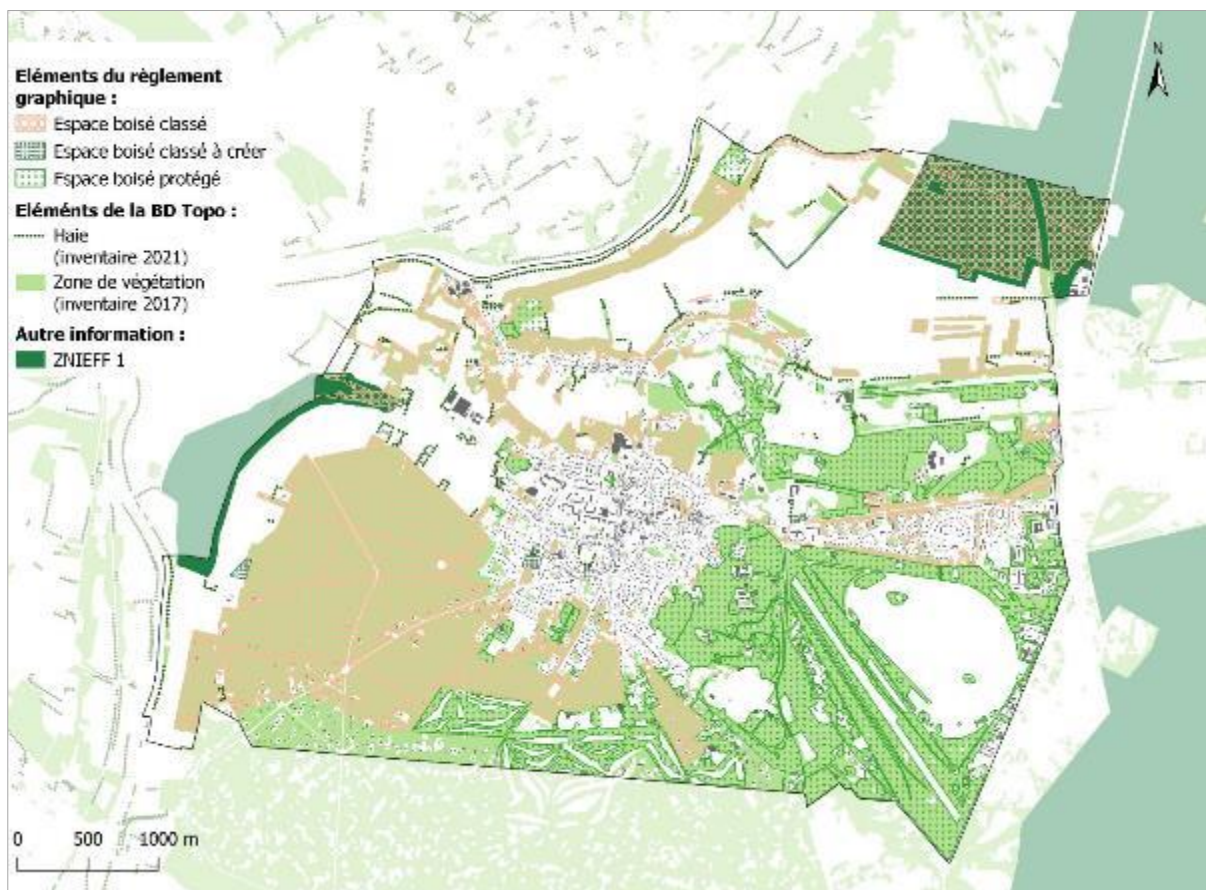 Eléments du règlement
graphique :
Espace boisé classé
Espace boisé classé à créer
Espace boisé protégé
Eléménts de la BD Topo :
Haie
(inventaire 2021)
Zone de végétation
(inventaire 2017)
Autre information :
ZNIEFF 1
N
0 500 1000 m